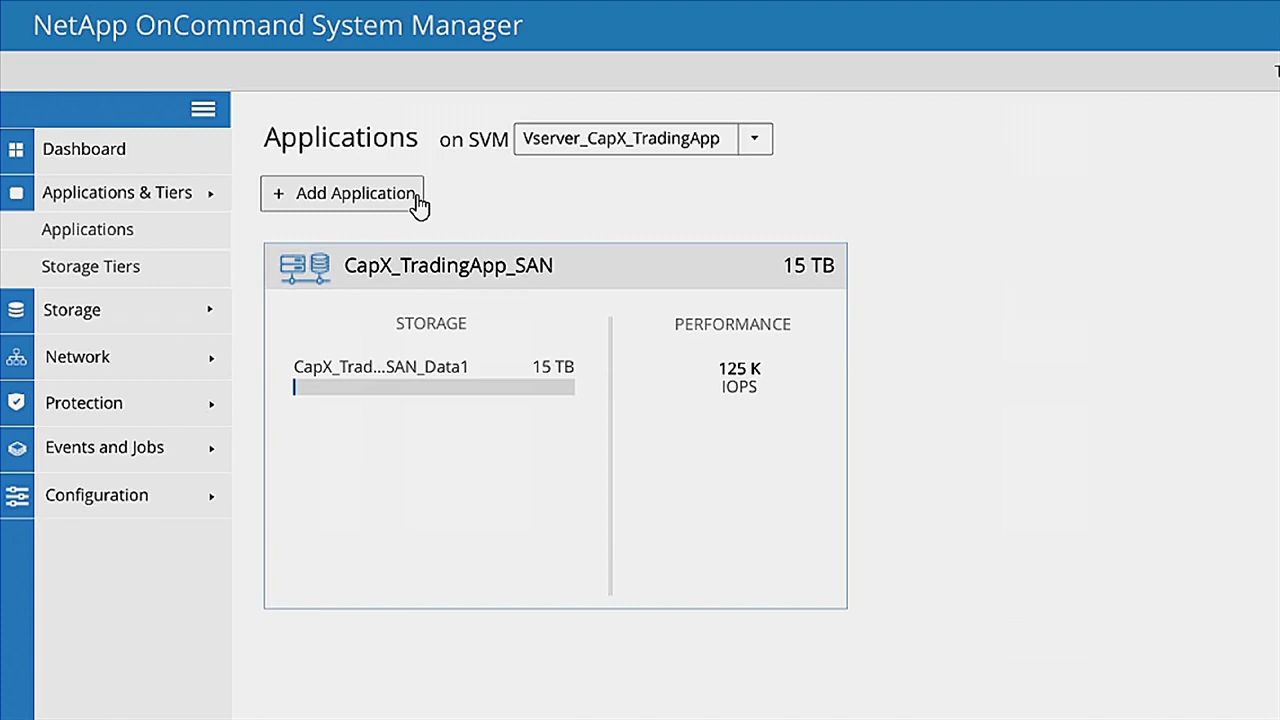 NetApp OnCommand System Manager
T
Dashboard
Applications & Tiers
Applications
Storage Tiers
Storage
Network
Protection
Events and Jobs
Configuration
Applications on SVM Vserver_CapX_TradingApp
+ Add Application
CapX_TradingApp_SAN 15 TB
STORAGE
CapX_Trad...SAN_Data1 15 TB
PERFORMANCE
125 K
IOPS